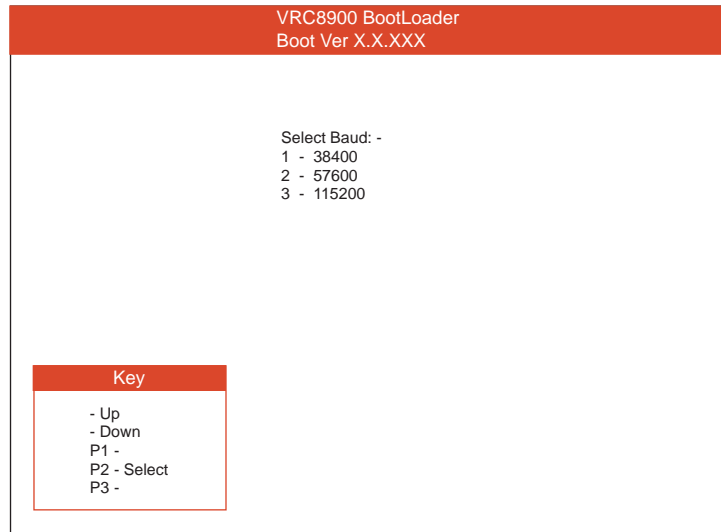 VRC8900 BootLoader
Boot Ver X.X.XXX
Select Baud: -
1 - 38400
2 - 57600
3 - 115200
Key
- Up
- Down
P1 -
P2 - Select
P3 -